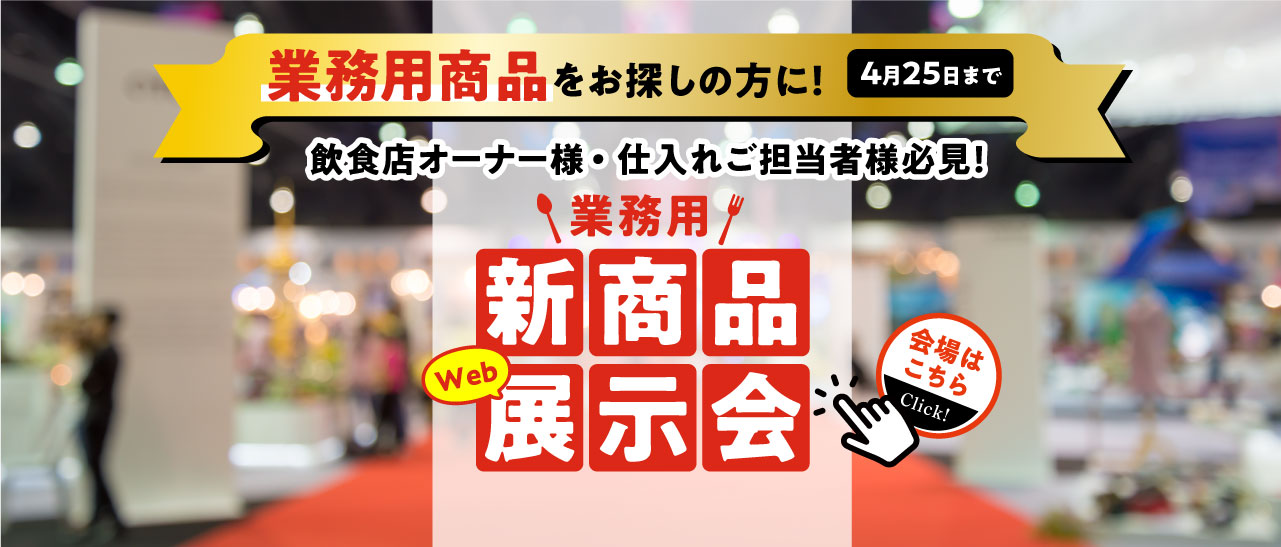 業務用商品をお探しの方に! 4月25日まで
飲食店オーナー様・仕入れご担当者様必見!
業務用
新商品
Web
展示会
会場は
こちら
Click!